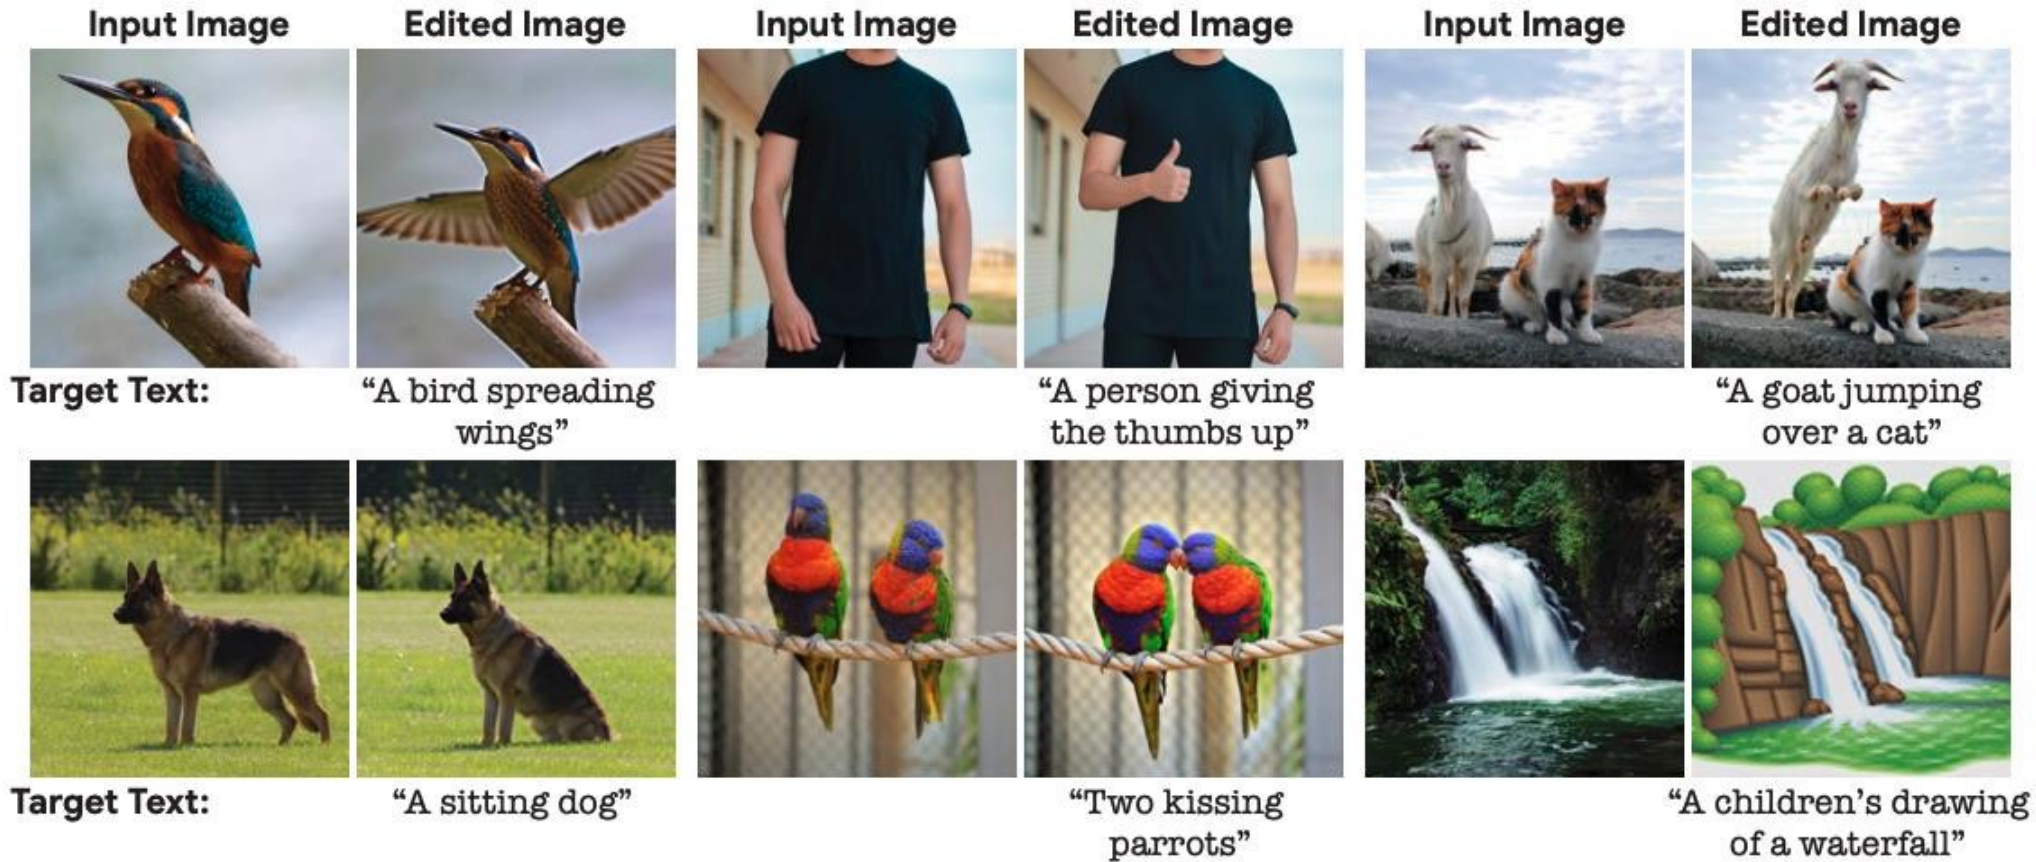 Input Image Edited Image Input Image Edited Image Input Image Edited Image
Target Text: “A bird spreading “A person giving “A goat jumping
wings” the thumbs up” over a cat”
Target Text: “A sitting dog” “Two kissing “A children’s drawing
parrots” of a waterfall”